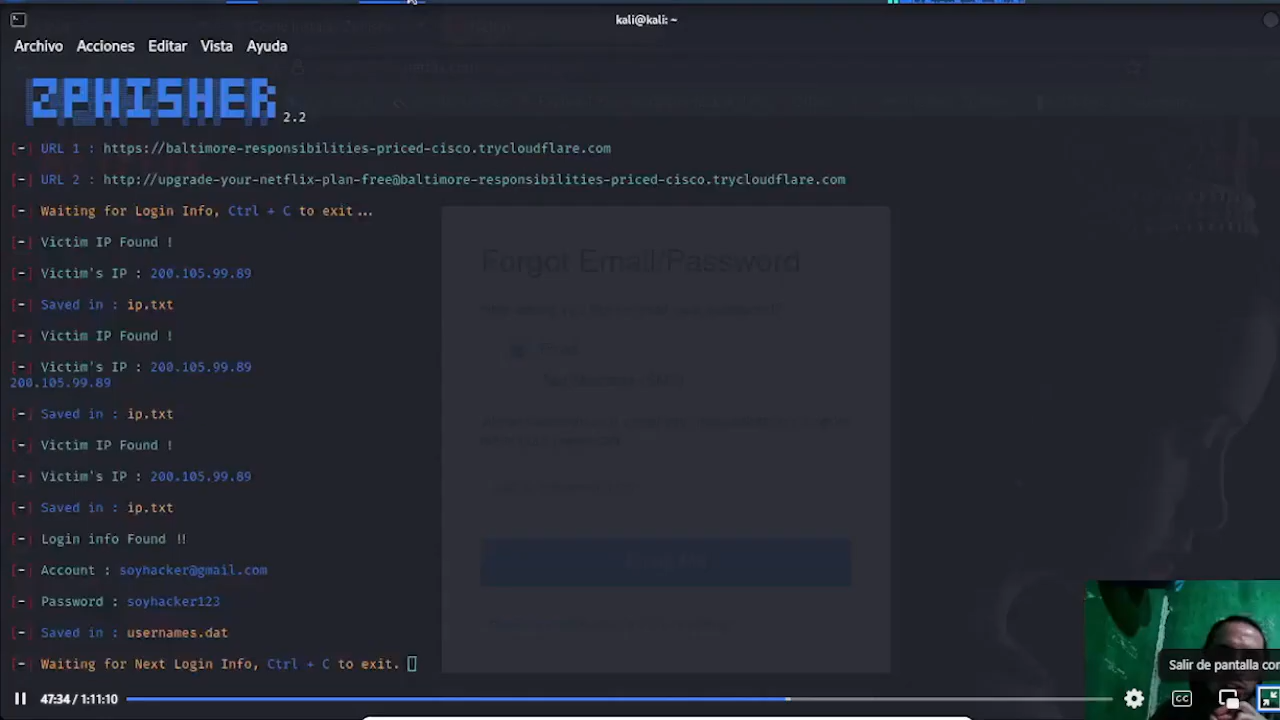 kali@kali: ~
Archivo Acciones Editar Vista Ayuda
ZPHISHER 2.2
[-] URL 1 : https://baltimore-responsibilities-priced-cisco.trycloudflare.com
[-] URL 2 : http://upgrade-your-netflix-plan-free@baltimore-responsibilities-priced-cisco.trycloudflare.com
[-] Waiting for Login Info, Ctrl + C to exit...
[-] Victim IP Found !
[-] Victim's IP : 200.105.99.89
[-] Saved in : ip.txt
[-] Victim IP Found !
[-] Victim's IP : 200.105.99.89
200.105.99.89
[-] Saved in : ip.txt
[-] Victim IP Found !
[-] Victim's IP : 200.105.99.89
[-] Saved in : ip.txt
[-] Login info Found !!
[-] Account : soyhacker@gmail.com
[-] Password : soyhacker123
[-] Saved in : usernames.dat
[-] Waiting for Next Login Info, Ctrl + C to exit.
Forgot Email/Password
Email
Text Message (SMS)
Salir de pantalla com
47:34 / 1:11:10
CC